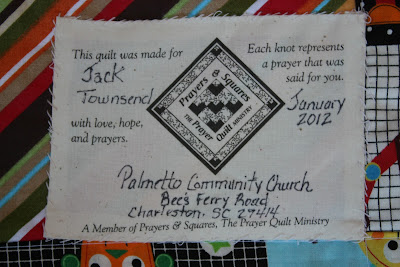 This quilt was made for
Jack
Townsend
with love, hope,
and prayers.
Prayers & Squares
THE Prayer Quilt MINISTRY
Each knot represents
a prayer that was
said for you.
January
2012
Palmetto Community Church
Bee's Ferry Road
Charleston, SC 29414
A Member of Prayers & Squares, The Prayer Quilt Ministry